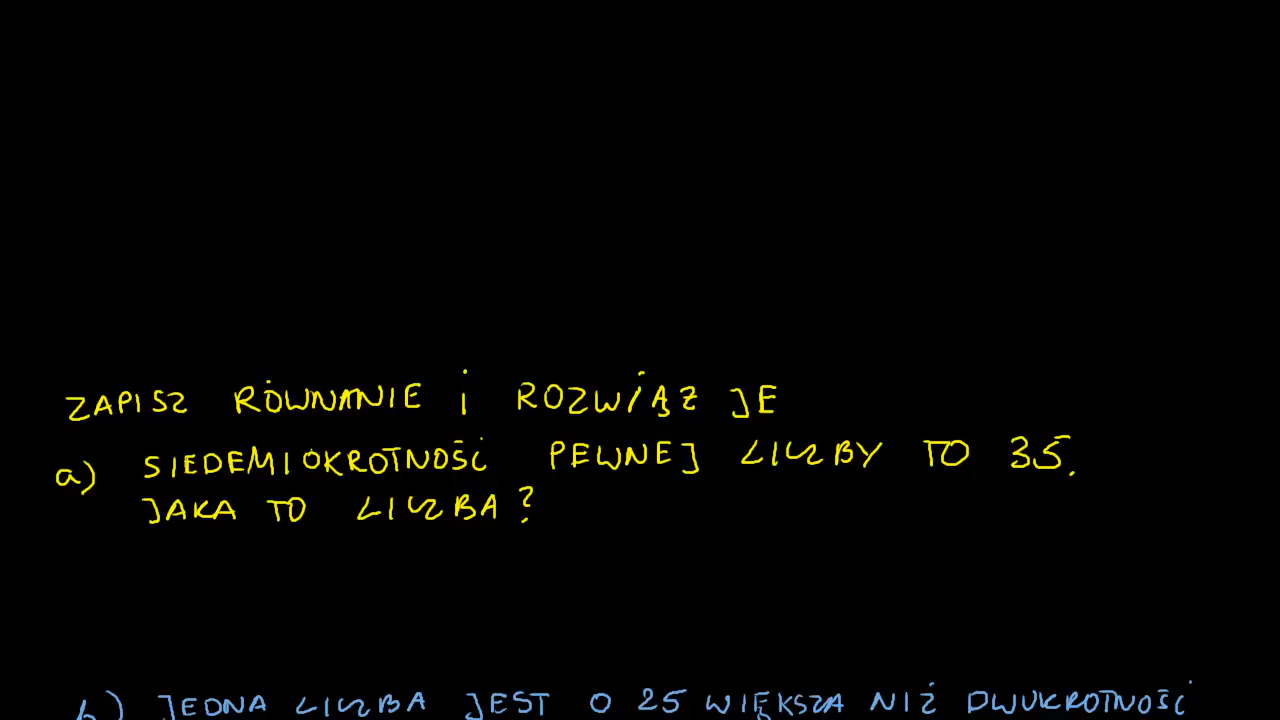 ZAPISZ RÓWNANIE i ROZWIĄŻ JE
a) SIEDEMIOKROTNOŚĆ PEWNEJ LICZBY TO 35.
JAKA TO LICZBA?
b) JEDNA LICZBA JEST O 25 WIĘKSZA NIŻ DWUKROTNOŚĆ